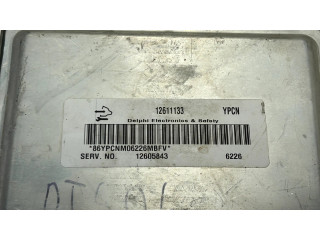 12611133 YPCN
Delphi Electronics & Safety
*86YPCNM06226MBFV*
SERV. NO. 12605843 6226